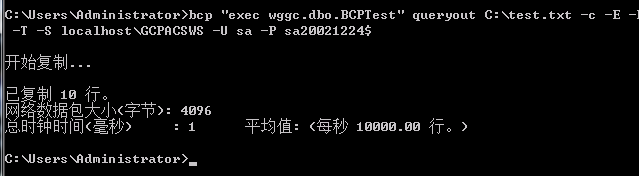 C:\Users\Administrator>bcp "exec wggc.dbo.BCPTest" queryout C:\test.txt -c -E -
 -T -S localhost\GCPACSWS -U sa -P sa20021224$
开始复制...
已复制 10 行。
网络数据包大小(字节): 4096
总时钟时间(毫秒)     : 1      平均值: (每秒 10000.00 行。)
C:\Users\Administrator>_